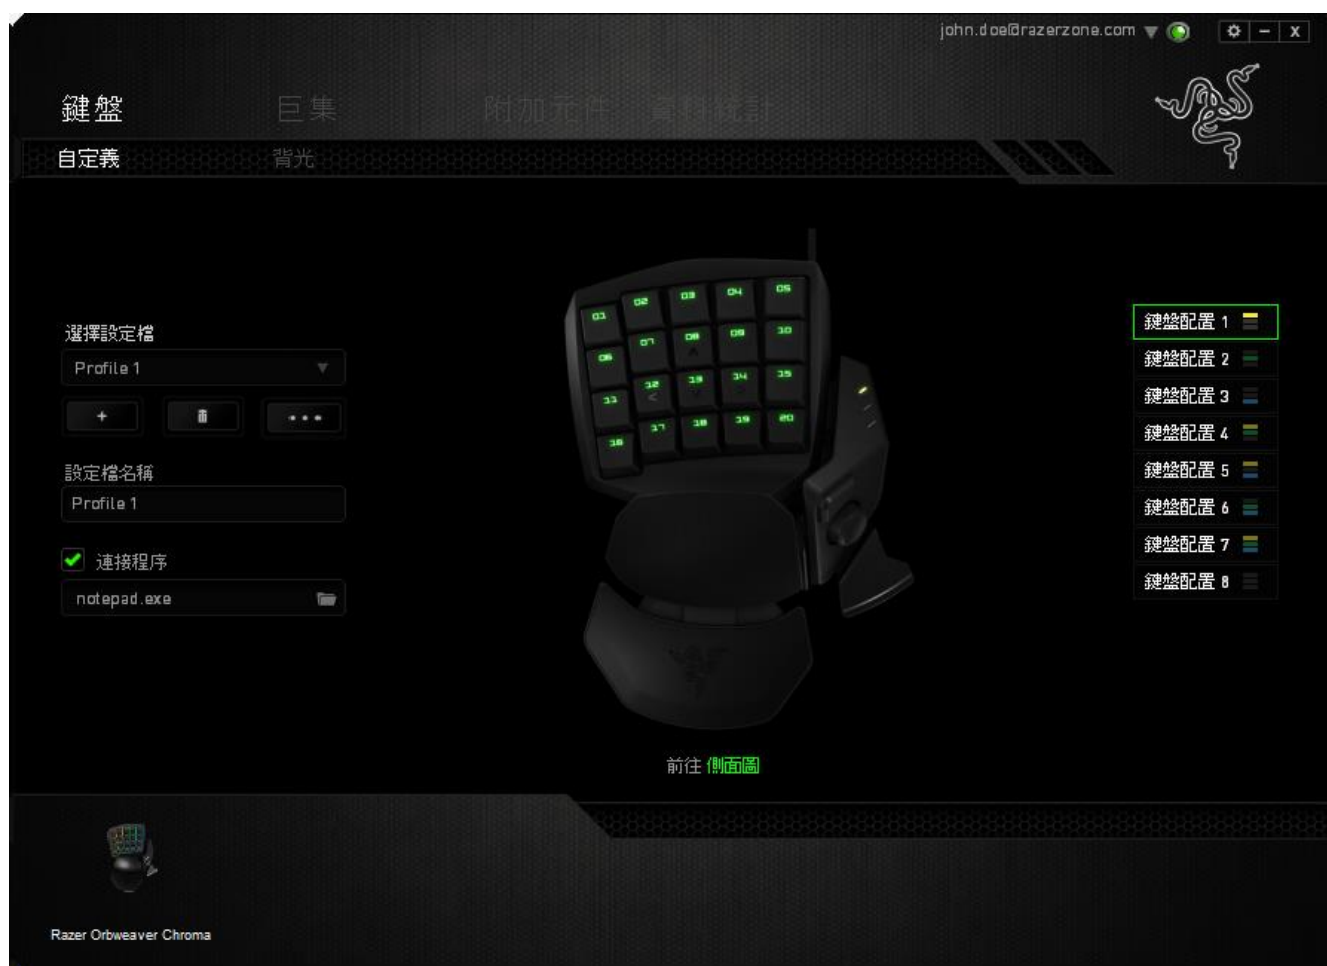 john.doe@razerzone.com
鍵盤 巨集 附加元件 資料統計
自定義 背光
選擇設定檔
Profile 1
設定檔名稱
Profile 1
連接程序
notepad.exe
01 02 03 04 05
06 07 08 09 10
11 12 13 14 15
16 17 18 19 20
前往 側面圖
鍵盤配置 1
鍵盤配置 2
鍵盤配置 3
鍵盤配置 4
鍵盤配置 5
鍵盤配置 6
鍵盤配置 7
鍵盤配置 8
Razer Orbweaver Chroma